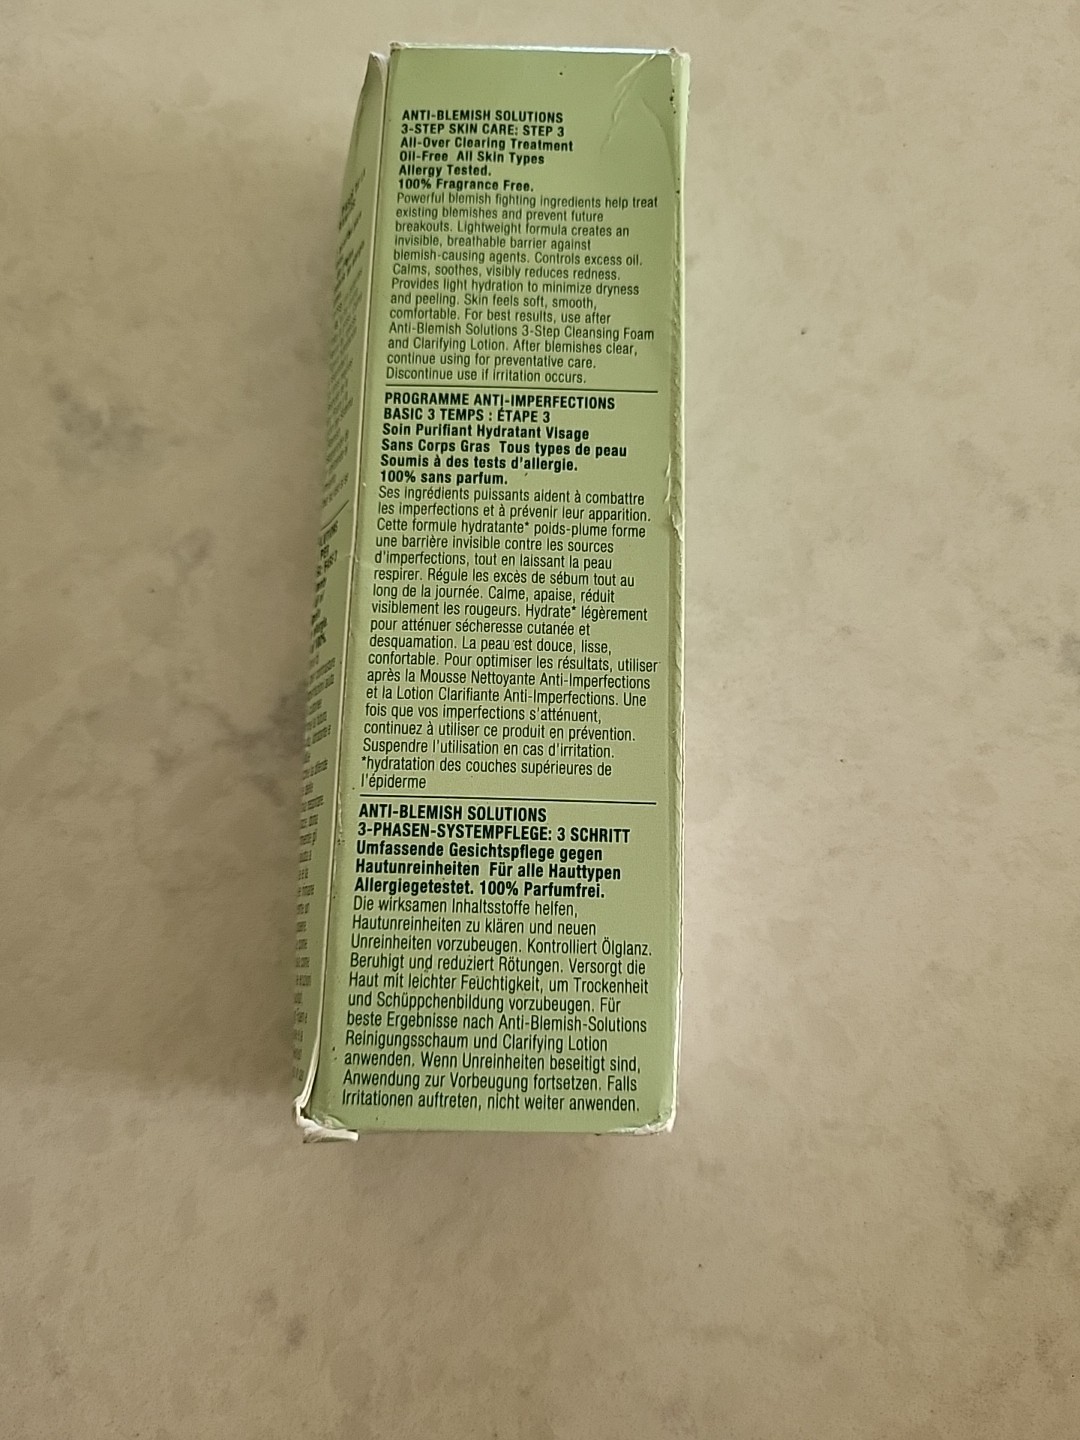 ANTI-BLEMISH SOLUTIONS
3-STEP SKIN CARE: STEP 3
All-Over Clearing Treatment
Oil-Free All Skin Types
Allergy Tested.
100% Fragrance Free.
Powerful blemish fighting ingredients help treat
existing blemishes and prevent future
breakouts. Lightweight formula creates an
invisible, breathable barrier against
blemish-causing agents. Controls excess oil.
Calms, soothes, visibly reduces redness.
Provides light hydration to minimize dryness
and peeling. Skin feels soft, smooth,
comfortable. For best results, use after
Anti-Blemish Solutions 3-Step Cleansing Foam
and Clarifying Lotion. After blemishes clear,
continue using for preventative care.
Discontinue use if irritation occurs.
PROGRAMME ANTI-IMPERFECTIONS
BASIC 3 TEMPS : ÉTAPE 3
Soin Purifiant Hydratant Visage
Sans Corps Gras Tous types de peau
Soumis à des tests d'allergie.
100% sans parfum.
Ses ingrédients puissants aident à combattre
les imperfections et à prévenir leur apparition.
Cette formule hydratante* poids-plume forme
une barrière invisible contre les sources
d'imperfections, tout en laissant la peau
respirer. Régule les excès de sébum tout au
long de la journée. Calme, apaise, réduit
visiblement les rougeurs. Hydrate* légèrement
pour atténuer sécheresse cutanée et
desquamation. La peau est douce, lisse,
confortable. Pour optimiser les résultats, utiliser
après la Mousse Nettoyante Anti-Imperfections
et la Lotion Clarifiante Anti-Imperfections. Une
fois que vos imperfections s'atténuent,
continuez à utiliser ce produit en prévention.
Suspendre l'utilisation en cas d'irritation.
*hydratation des couches supérieures de
l'épiderme
ANTI-BLEMISH SOLUTIONS
3-PHASEN-SYSTEMPFLEGE: 3 SCHRITT
Umfassende Gesichtspflege gegen
Hautunreinheiten Für alle Hauttypen
Allergiegetestet. 100% Parfumfrei.
Die wirksamen Inhaltsstoffe helfen,
Hautunreinheiten zu klären und neuen
Unreinheiten vorzubeugen. Kontrolliert Ölglanz.
Beruhigt und reduziert Rötungen. Versorgt die
Haut mit leichter Feuchtigkeit, um Trockenheit
und Schüppchenbildung vorzubeugen. Für
beste Ergebnisse nach Anti-Blemish-Solutions
Reinigungsschaum und Clarifying Lotion
anwenden. Wenn Unreinheiten beseitigt sind,
Anwendung zur Vorbeugung fortsetzen. Falls
Irritationen auftreten, nicht weiter anwenden.